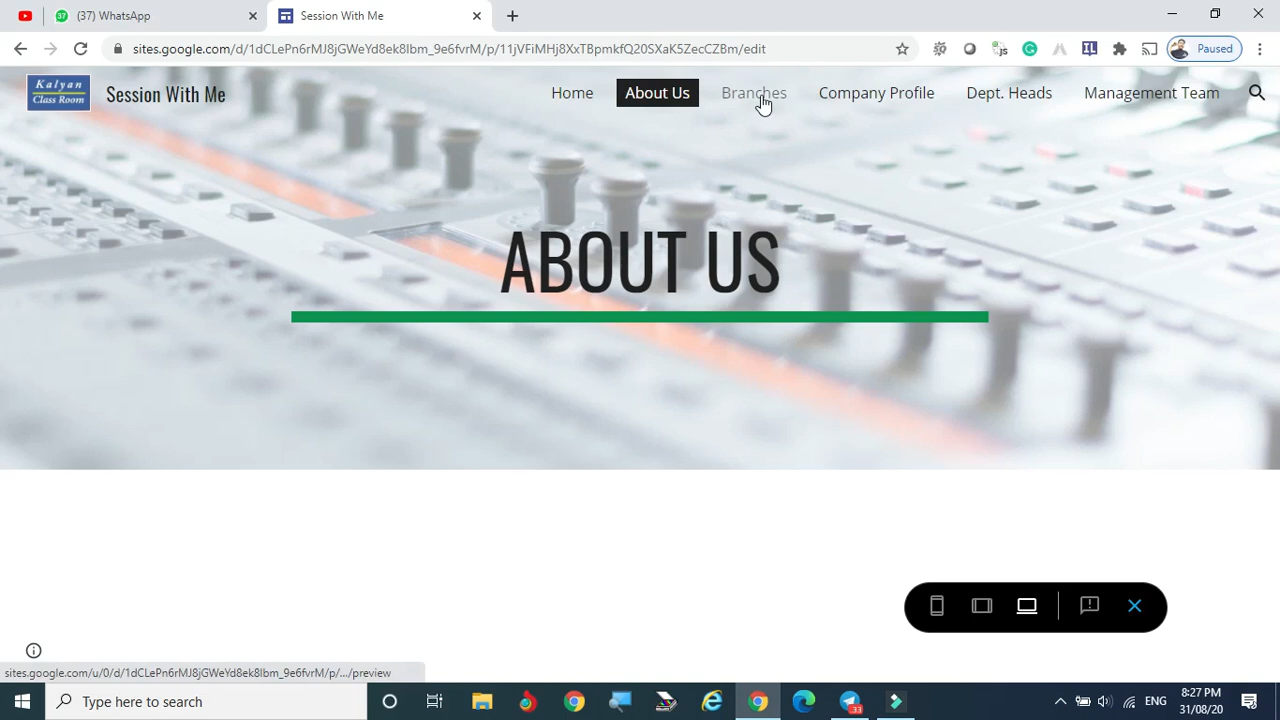 (37) WhatsApp
Session With Me
sites.google.com/d/1dCLePn6rMJ8jGWeYd8ek8lbm_9e6fvrM/p/11jVFiMHj8XxTBpmkfQ20SXaK5ZecCZBm/edit
Paused
Kalyan
Class Room
Session With Me
Home
About Us
Branches
Company Profile
Dept. Heads
Management Team
ABOUT US
sites.google.com/u/0/d/1dCLePn6rMJ8jGWeYd8ek8lbm_9e6fvrM/p/.../preview
Type here to search
33
ENG
8:27 PM
31/08/20